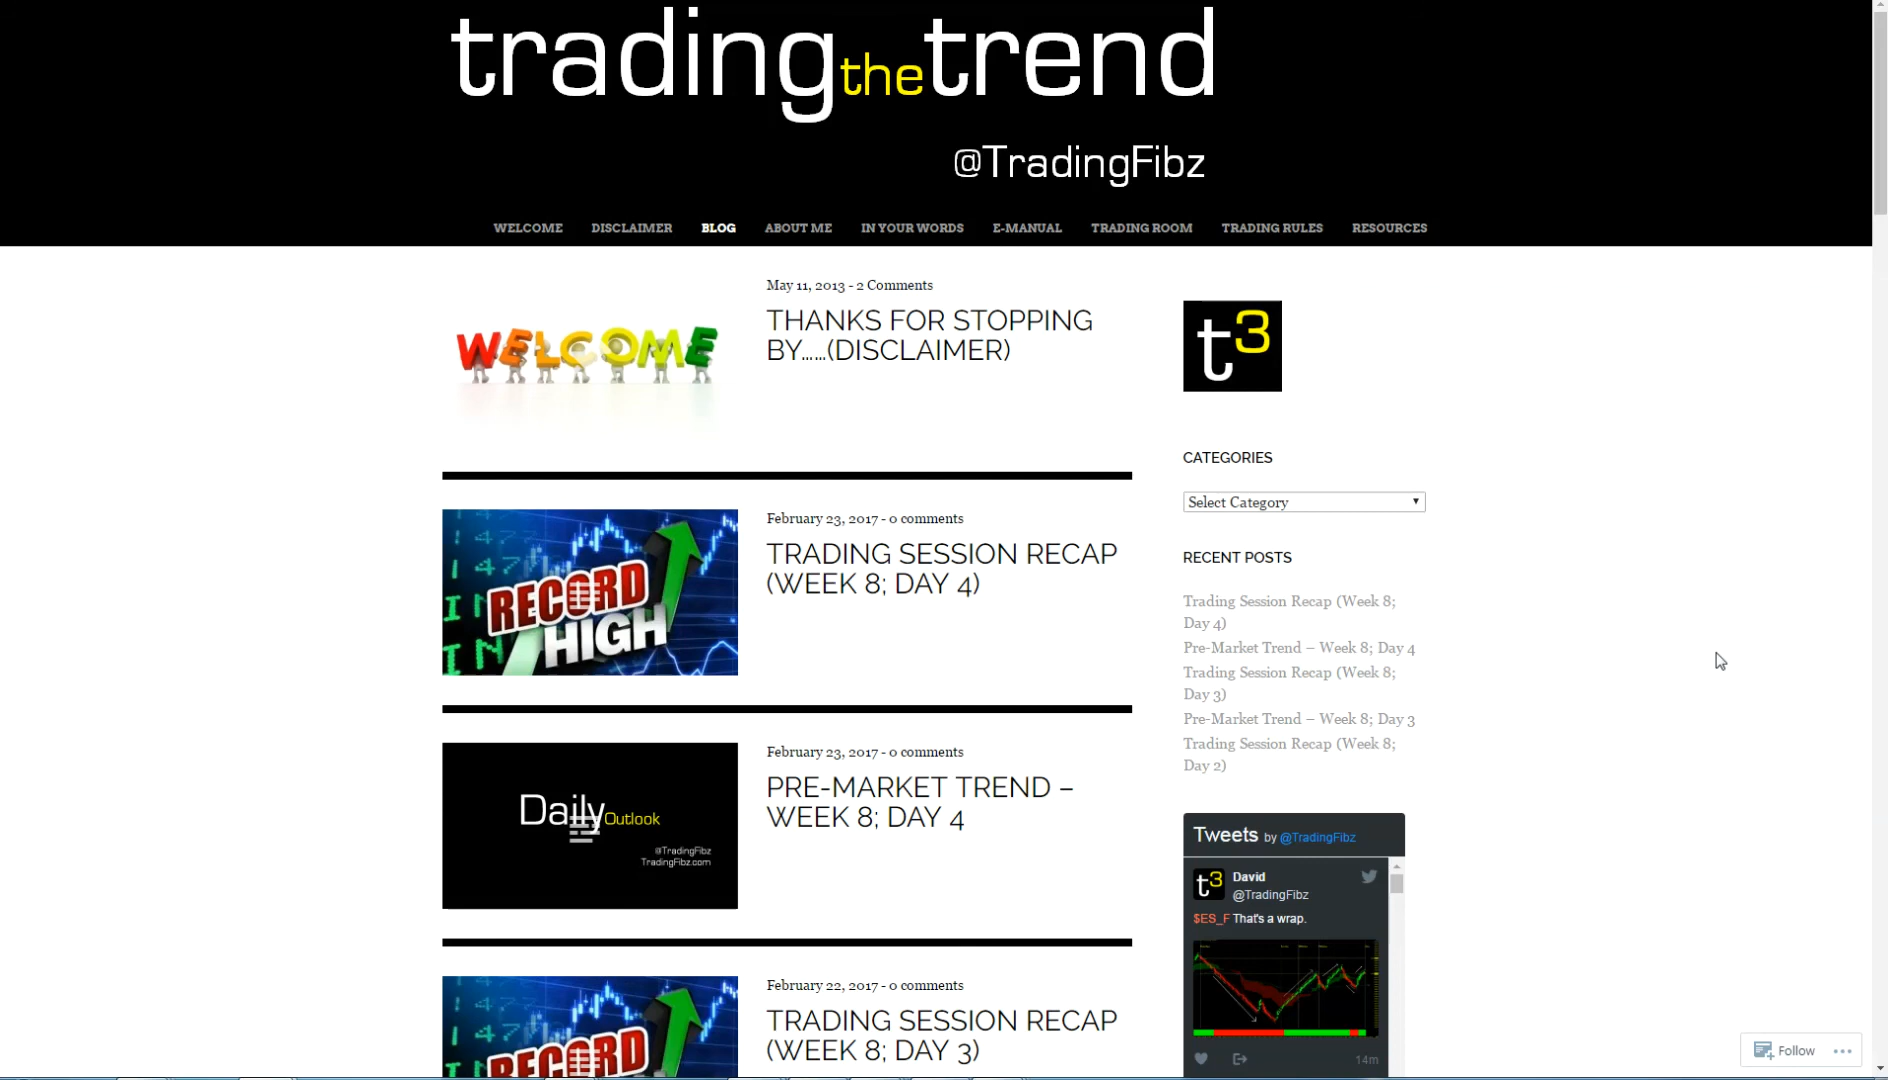 tradingthetrend
@TradingFibz
WELCOME DISCLAIMER BLOG ABOUT ME IN YOUR WORDS E-MANUAL TRADING ROOM TRADING RULES RESOURCES
WELCOME
May 11, 2013 - 2 Comments
THANKS FOR STOPPING
BY......(DISCLAIMER)
RECORD
HIGH
February 23, 2017 - 0 comments
TRADING SESSION RECAP
(WEEK 8; DAY 4)
Daily Outlook
@TradingFibz
TradingFibz.com
February 23, 2017 - 0 comments
PRE-MARKET TREND –
WEEK 8; DAY 4
RECORD
February 22, 2017 - 0 comments
TRADING SESSION RECAP
(WEEK 8; DAY 3)
t3
CATEGORIES
Select Category
RECENT POSTS
Trading Session Recap (Week 8;
Day 4)
Pre-Market Trend – Week 8; Day 4
Trading Session Recap (Week 8;
Day 3)
Pre-Market Trend – Week 8; Day 3
Trading Session Recap (Week 8;
Day 2)
Tweets by @TradingFibz
t3
David
@TradingFibz
$ES_F That's a wrap.
14m
Follow